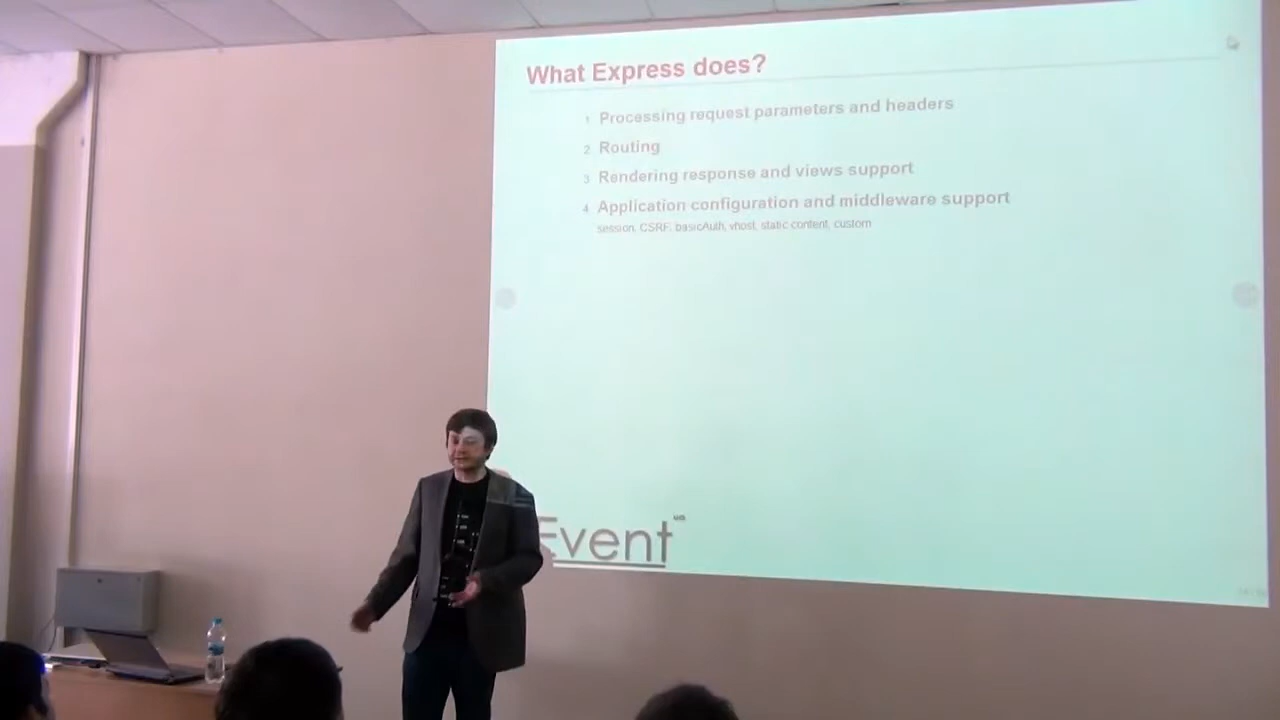 What Express does?
1 Processing request parameters and headers
2 Routing
3 Rendering response and views support
4 Application configuration and middleware support
session, CSRF, basicAuth, vhost, static content, custom
Event